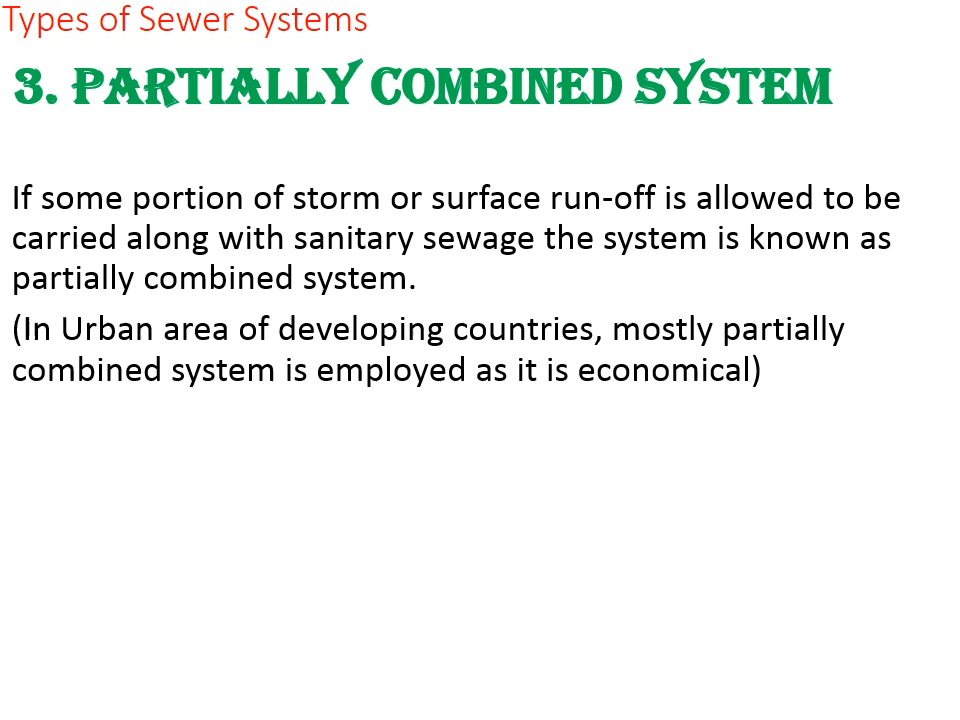 Types of Sewer Systems
3. PARTIALLY COMBINED SYSTEM
If some portion of storm or surface run-off is allowed to be
carried along with sanitary sewage the system is known as
partially combined system.
(In Urban area of developing countries, mostly partially
combined system is employed as it is economical)